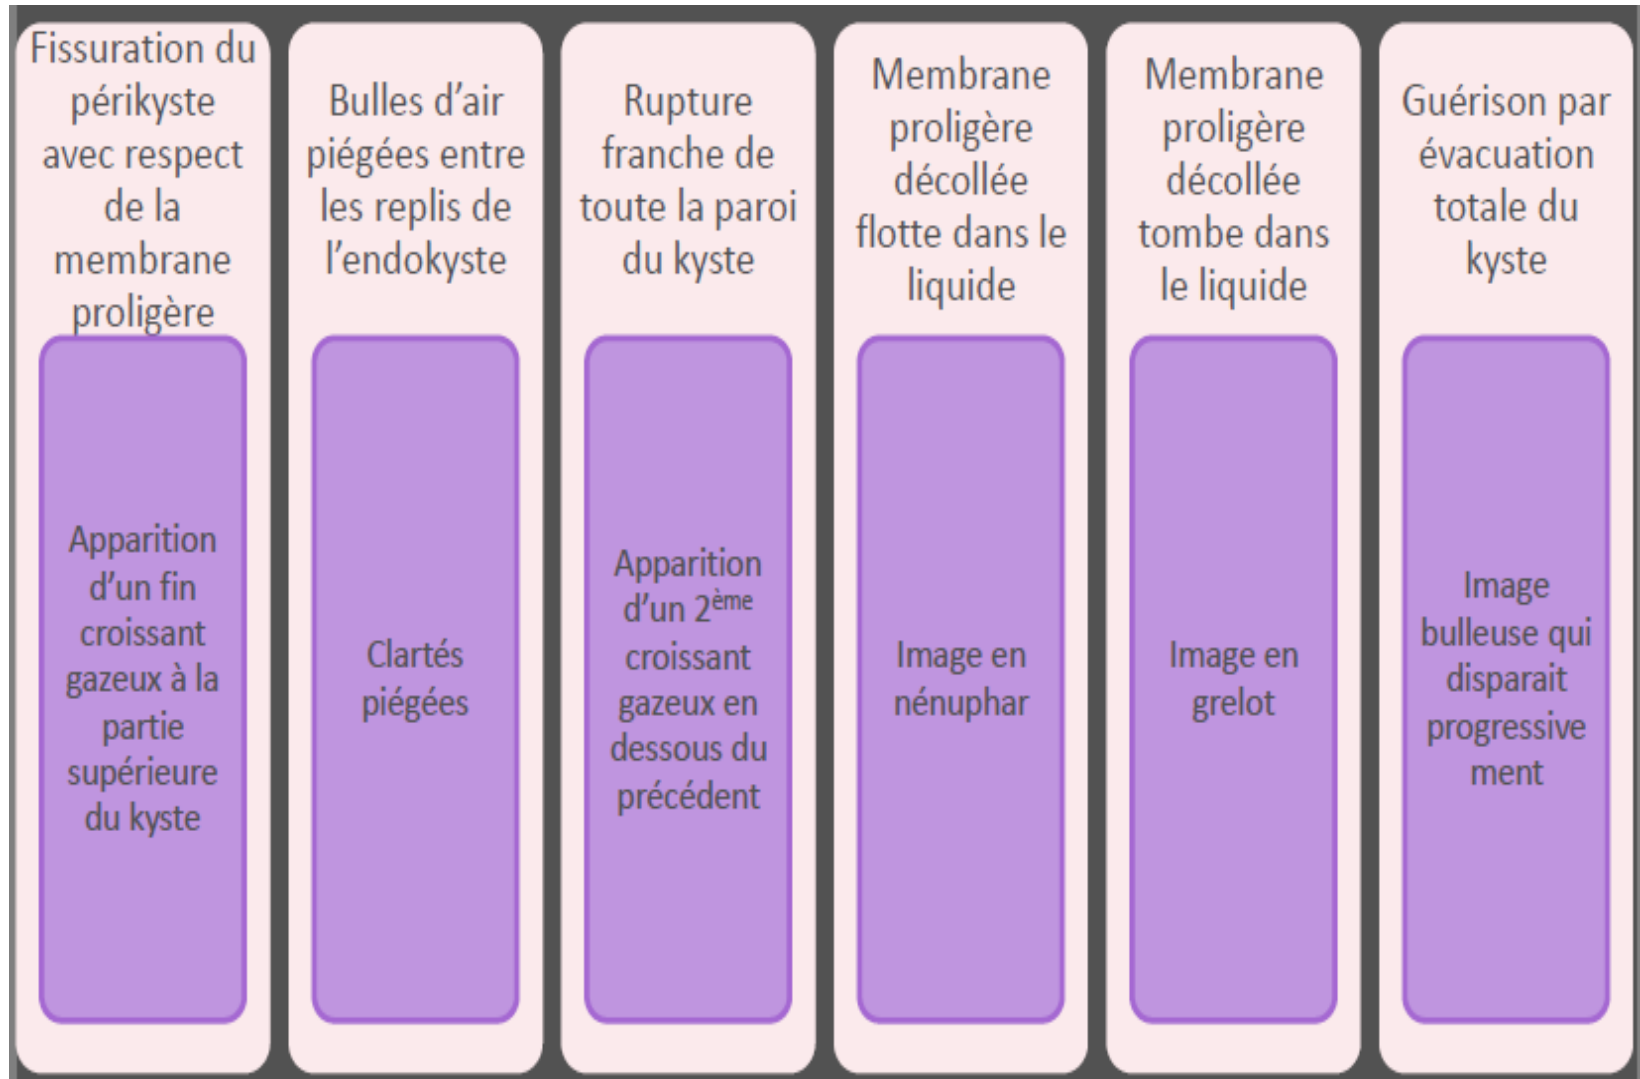 Fissuration du
périkyste
avec respect
de la
membrane
proligère
Apparition
d'un fin
croissant
gazeux à la
partie
supérieure
du kyste
Bulles d'air
piégées entre
les replis de
l'endokyste
Clartés
piégées
Rupture
franche de
toute la paroi
du kyste
Apparition
d'un 2ème
croissant
gazeux en
dessous du
précédent
Membrane
proligère
décollée
flotte dans le
liquide
Image en
nénuphar
Membrane
proligère
décollée
tombe dans
le liquide
Image en
grelot
Guérison par
évacuation
totale du
kyste
Image
bulleuse qui
disparait
progressive
ment